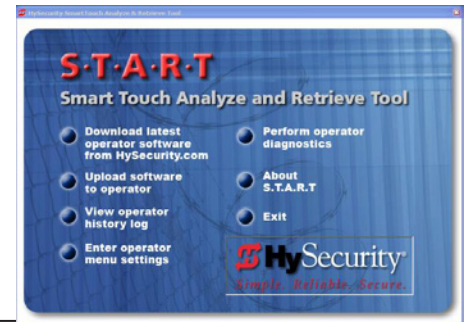 HySecurity Smart Touch Analyze and Retrieve Tool
S·T·A·R·T
Smart Touch Analyze and Retrieve Tool
Download latest
operator software
from HySecurity.com
Upload software
to operator
View operator
history log
Enter operator
menu settings
Perform operator
diagnostics
About
S.T.A.R.T
Exit
HySecurity
Simple. Reliable. Secure.